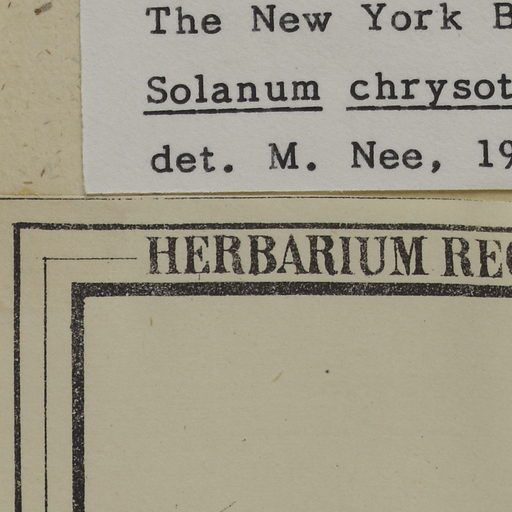 The New York B
Solanum chrysot
det. M. Nee, 19
HERBARIUM REG